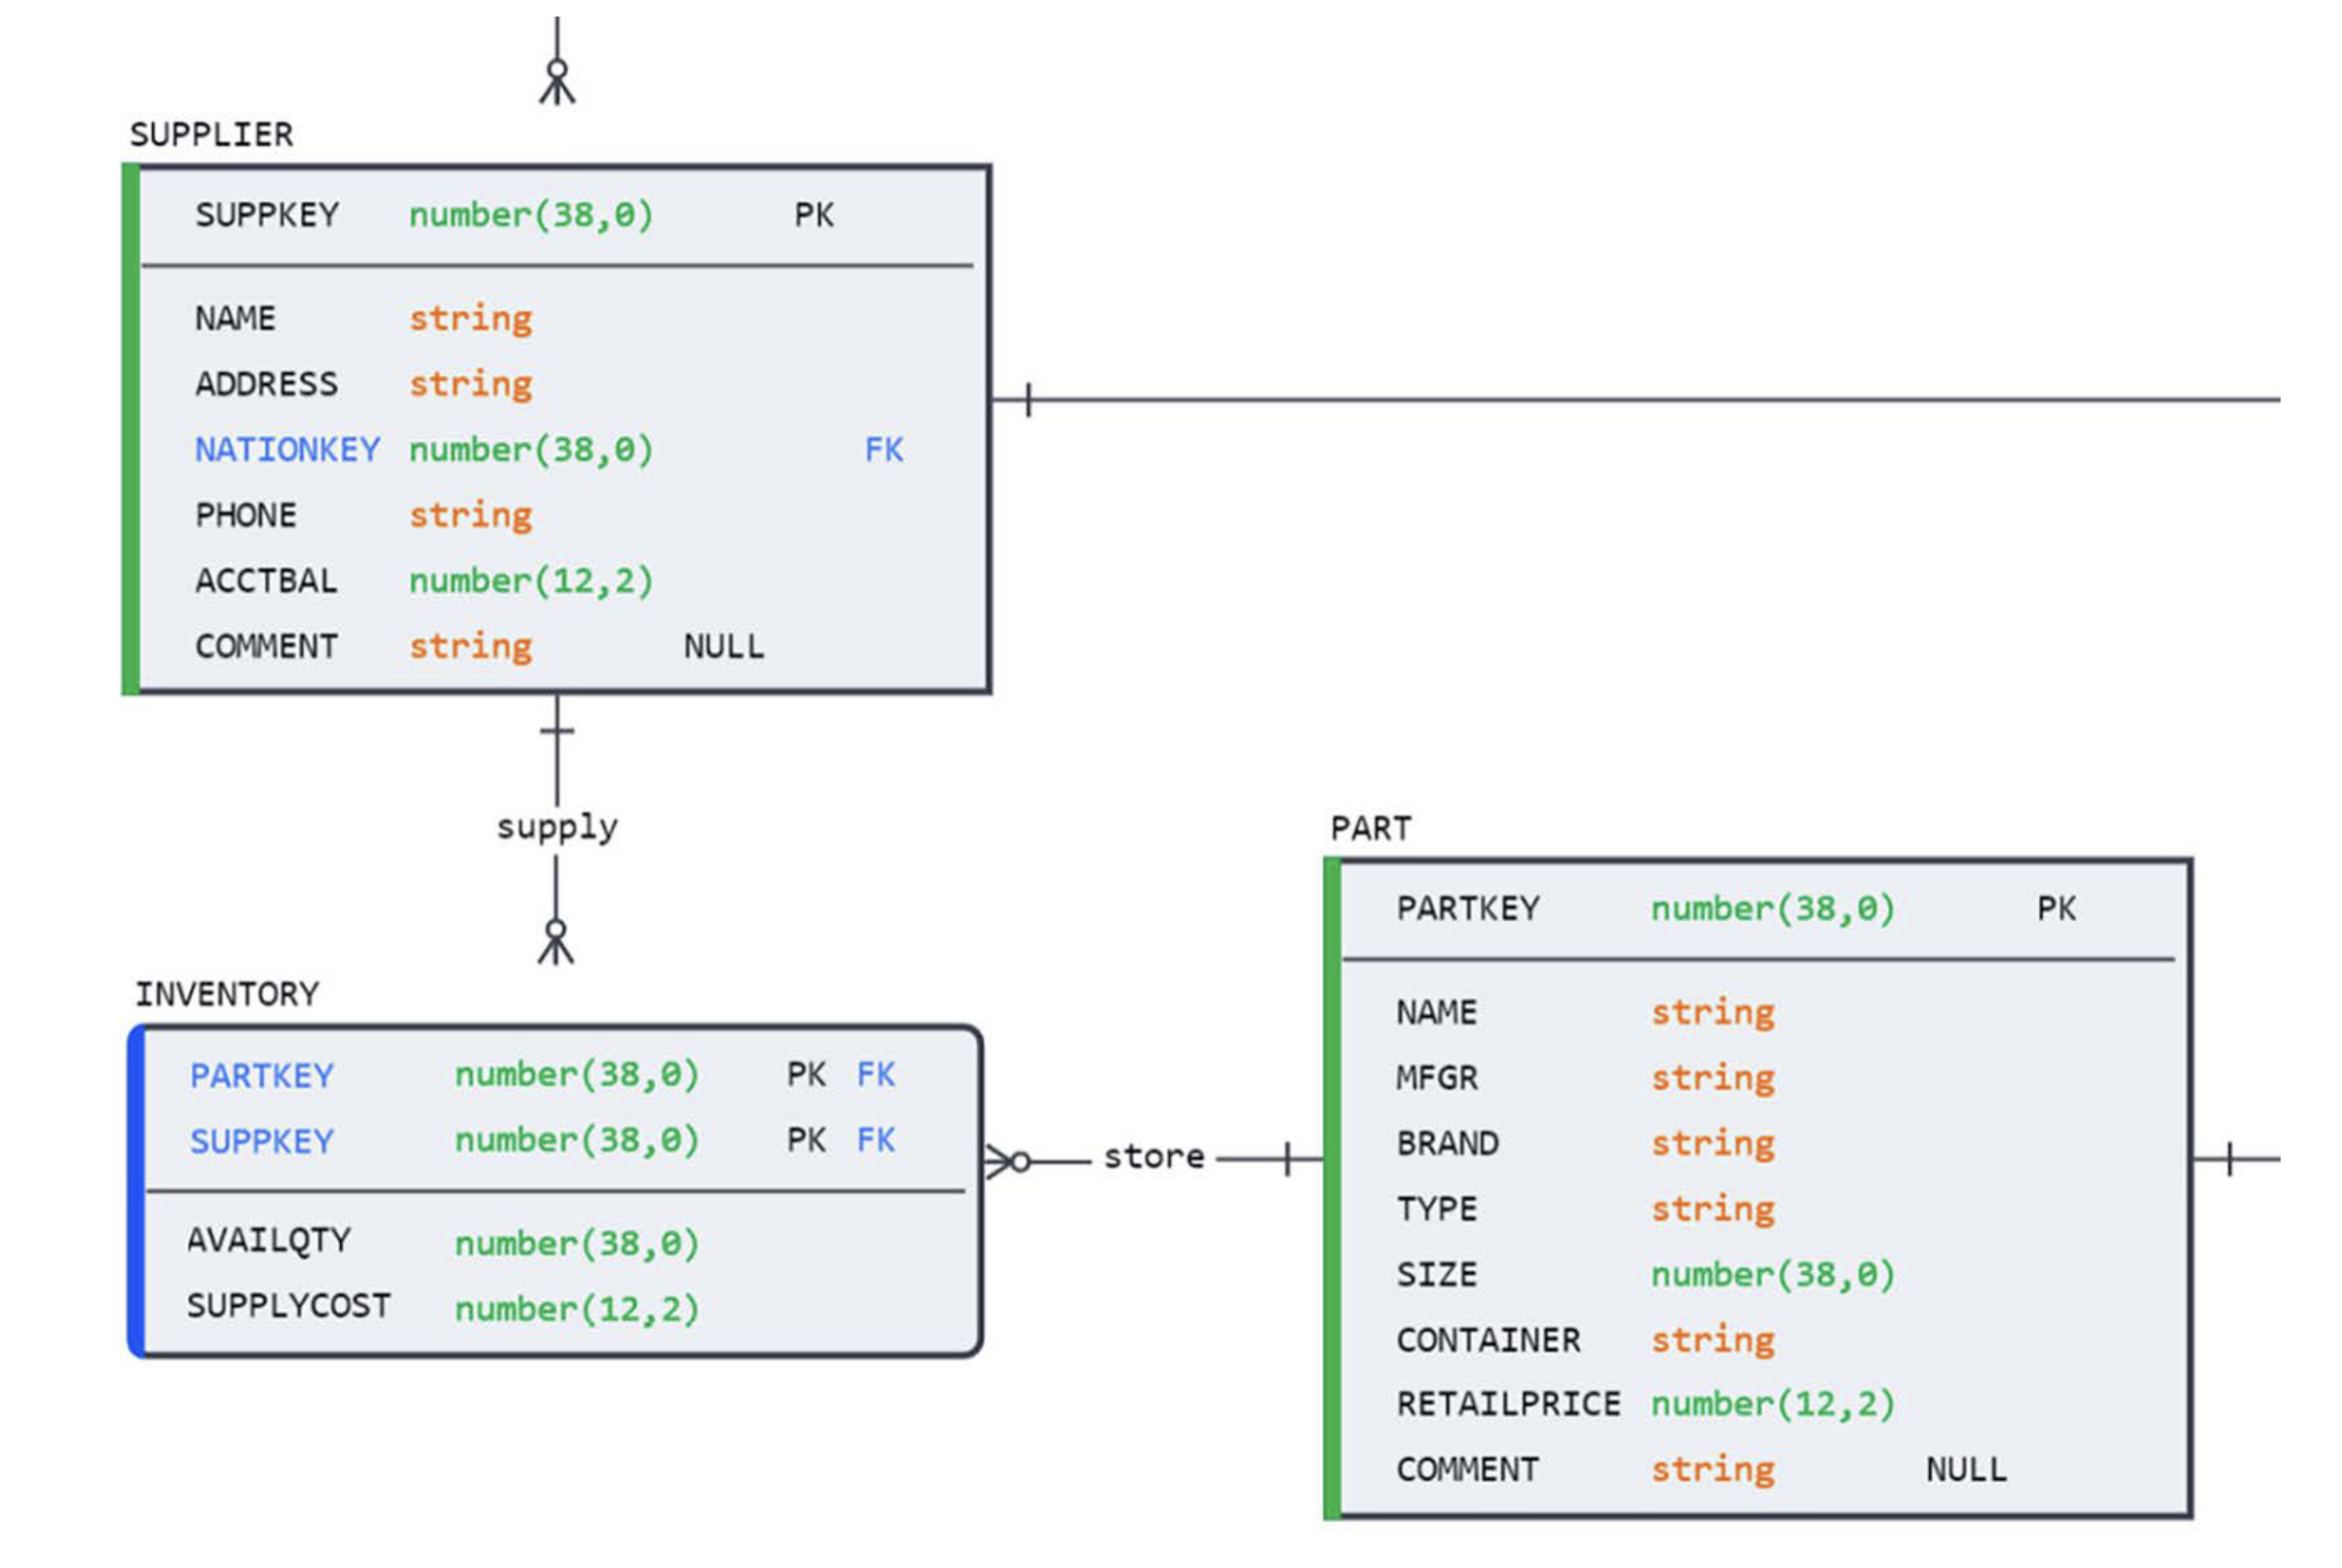 SUPPLIER
SUPPKEY number(38,0) PK
NAME string
ADDRESS string
NATIONKEY number(38,0) FK
PHONE string
ACCTBAL number(12,2)
COMMENT string NULL
supply
INVENTORY
PARTKEY number(38,0) PK FK
SUPPKEY number(38,0) PK FK
AVAILQTY number(38,0)
SUPPLYCOST number(12,2)
store
PART
PARTKEY number(38,0) PK
NAME string
MFGR string
BRAND string
TYPE string
SIZE number(38,0)
CONTAINER string
RETAILPRICE number(12,2)
COMMENT string NULL